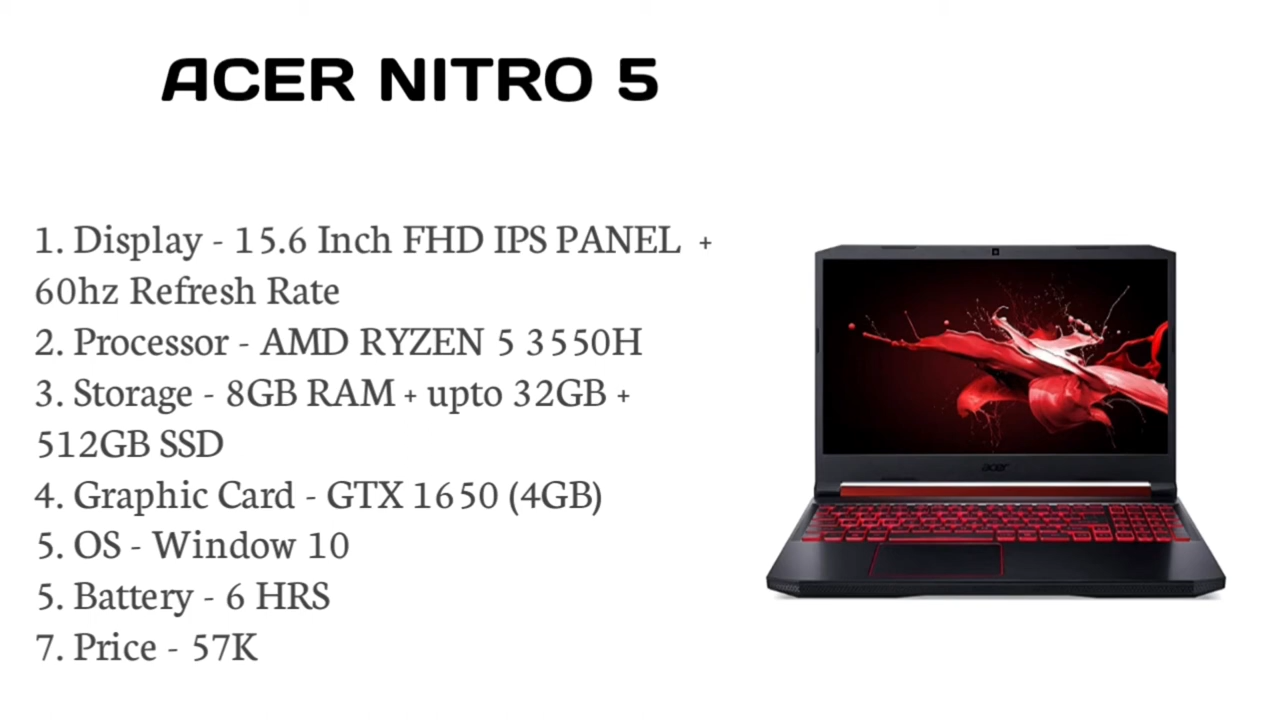 ACER NITRO 5
1. Display - 15.6 Inch FHD IPS PANEL +
60hz Refresh Rate
2. Processor - AMD RYZEN 5 3550H
3. Storage - 8GB RAM + upto 32GB +
512GB SSD
4. Graphic Card - GTX 1650 (4GB)
5. OS - Window 10
5. Battery - 6 HRS
7. Price - 57K
acer